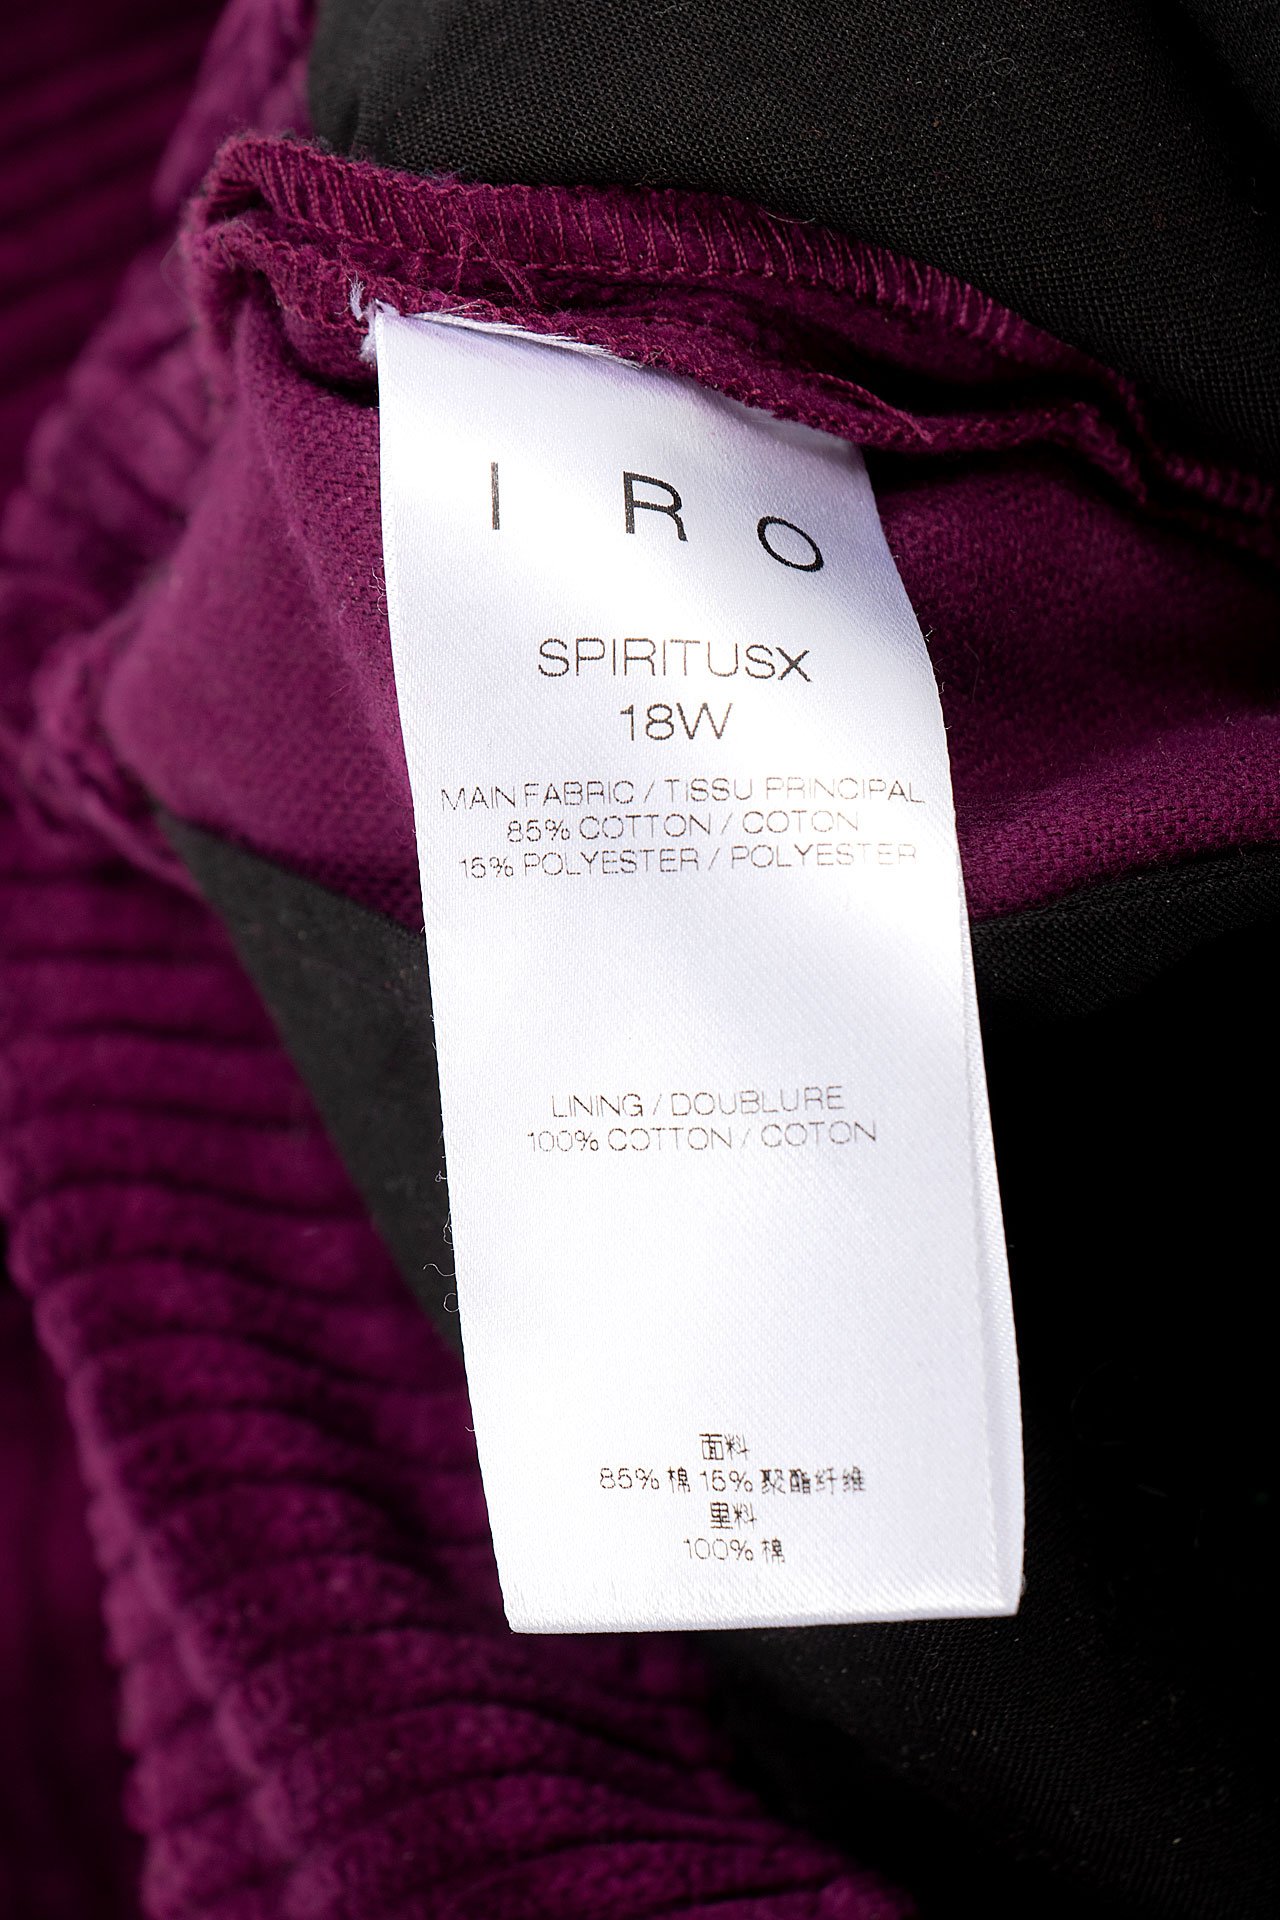 IRO
SPIRITUSX
18W
MAIN FABRIC / TISSU PRINCIPAL
85% COTTON / COTON
15% POLYESTER / POLYESTER
LINING / DOUBLURE
100% COTTON / COTON
面料
85% 棉 15% 聚酯纤维
里料
100% 棉